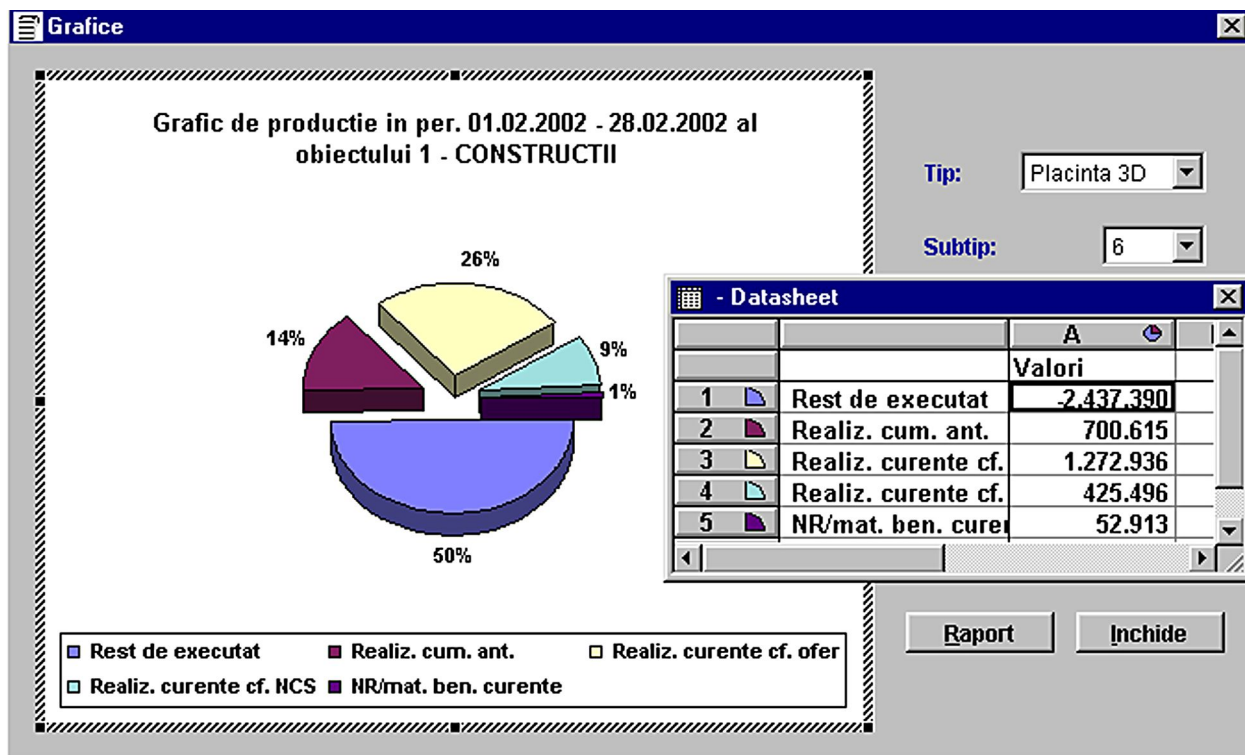 Grafice
Grafic de productie in per. 01.02.2002 - 28.02.2002 al
obiectului 1 - CONSTRUCTII
26%
14%
9%
1%
50%
Rest de executat
Realiz. cum. ant.
Realiz. curente cf. ofer
Realiz. curente cf. NCS
NR/mat. ben. curente
Tip:
Placinta 3D
Subtip:
6
- Datasheet
A
Valori
1 Rest de executat -2.437.390
2 Realiz. cum. ant. 700.615
3 Realiz. curente cf. 1.272.936
4 Realiz. curente cf. 425.496
5 NR/mat. ben. curen 52.913
Raport
Inchide